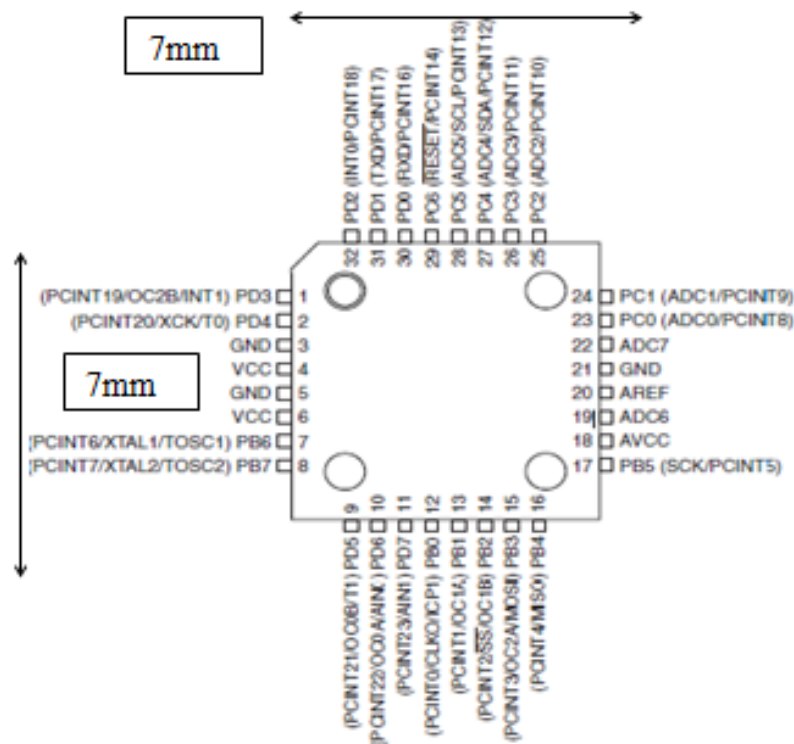 7mm
PD2 (INT0/PCINT18)
PD1 (TXD/PCINT17)
PD0 (RXD/PCINT16)
PC6 (RESET/PCINT14)
PC5 (ADC5/SCL/PCINT13)
PC4 (ADC4/SDA/PCINT12)
PC3 (ADC3/PCINT11)
PC2 (ADC2/PCINT10)
32 31 30 29 28 27 26 25
(PCINT19/OC2B/INT1) PD3 1
(PCINT20/XCK/T0) PD4 2
GND 3
VCC 4
GND 5
VCC 6
(PCINT6/XTAL1/TOSC1) PB6 7
(PCINT7/XTAL2/TOSC2) PB7 8
7mm
24 PC1 (ADC1/PCINT9)
23 PC0 (ADC0/PCINT8)
22 ADC7
21 GND
20 AREF
19 ADC6
18 AVCC
17 PB5 (SCK/PCINT5)
9 10 11 12 13 14 15 16
(PCINT21/OC0B/T1) PD5
(PCINT22/OC0A/AIN0) PD6
(PCINT23/AIN1) PD7
(PCINT0/CLKO/ICP1) PB0
(PCINT1/OC1A) PB1
(PCINT2/SS/OC1B) PB2
(PCINT3/OC2A/MOSI) PB3
(PCINT4/MISO) PB4